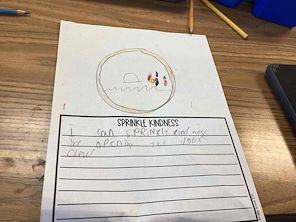 SPRINKLE KINDNESS
I can SPRINKle kindness
by OPENING the door